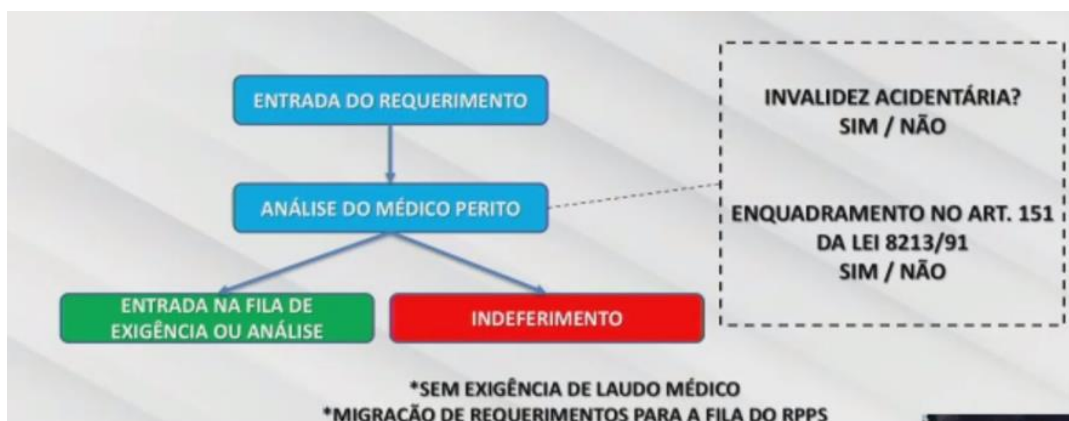 ENTRADA DO REQUERIMENTO
ANÁLISE DO MÉDICO PERITO
ENTRADA NA FILA DE
EXIGÊNCIA OU ANÁLISE
INDEFERIMENTO
INVALIDEZ ACIDENTÁRIA?
SIM / NÃO
ENQUADRAMENTO NO ART. 151
DA LEI 8213/91
SIM / NÃO
*SEM EXIGÊNCIA DE LAUDO MÉDICO
*MIGRAÇÃO DE REQUERIMENTOS PARA A FILA DO RPPS